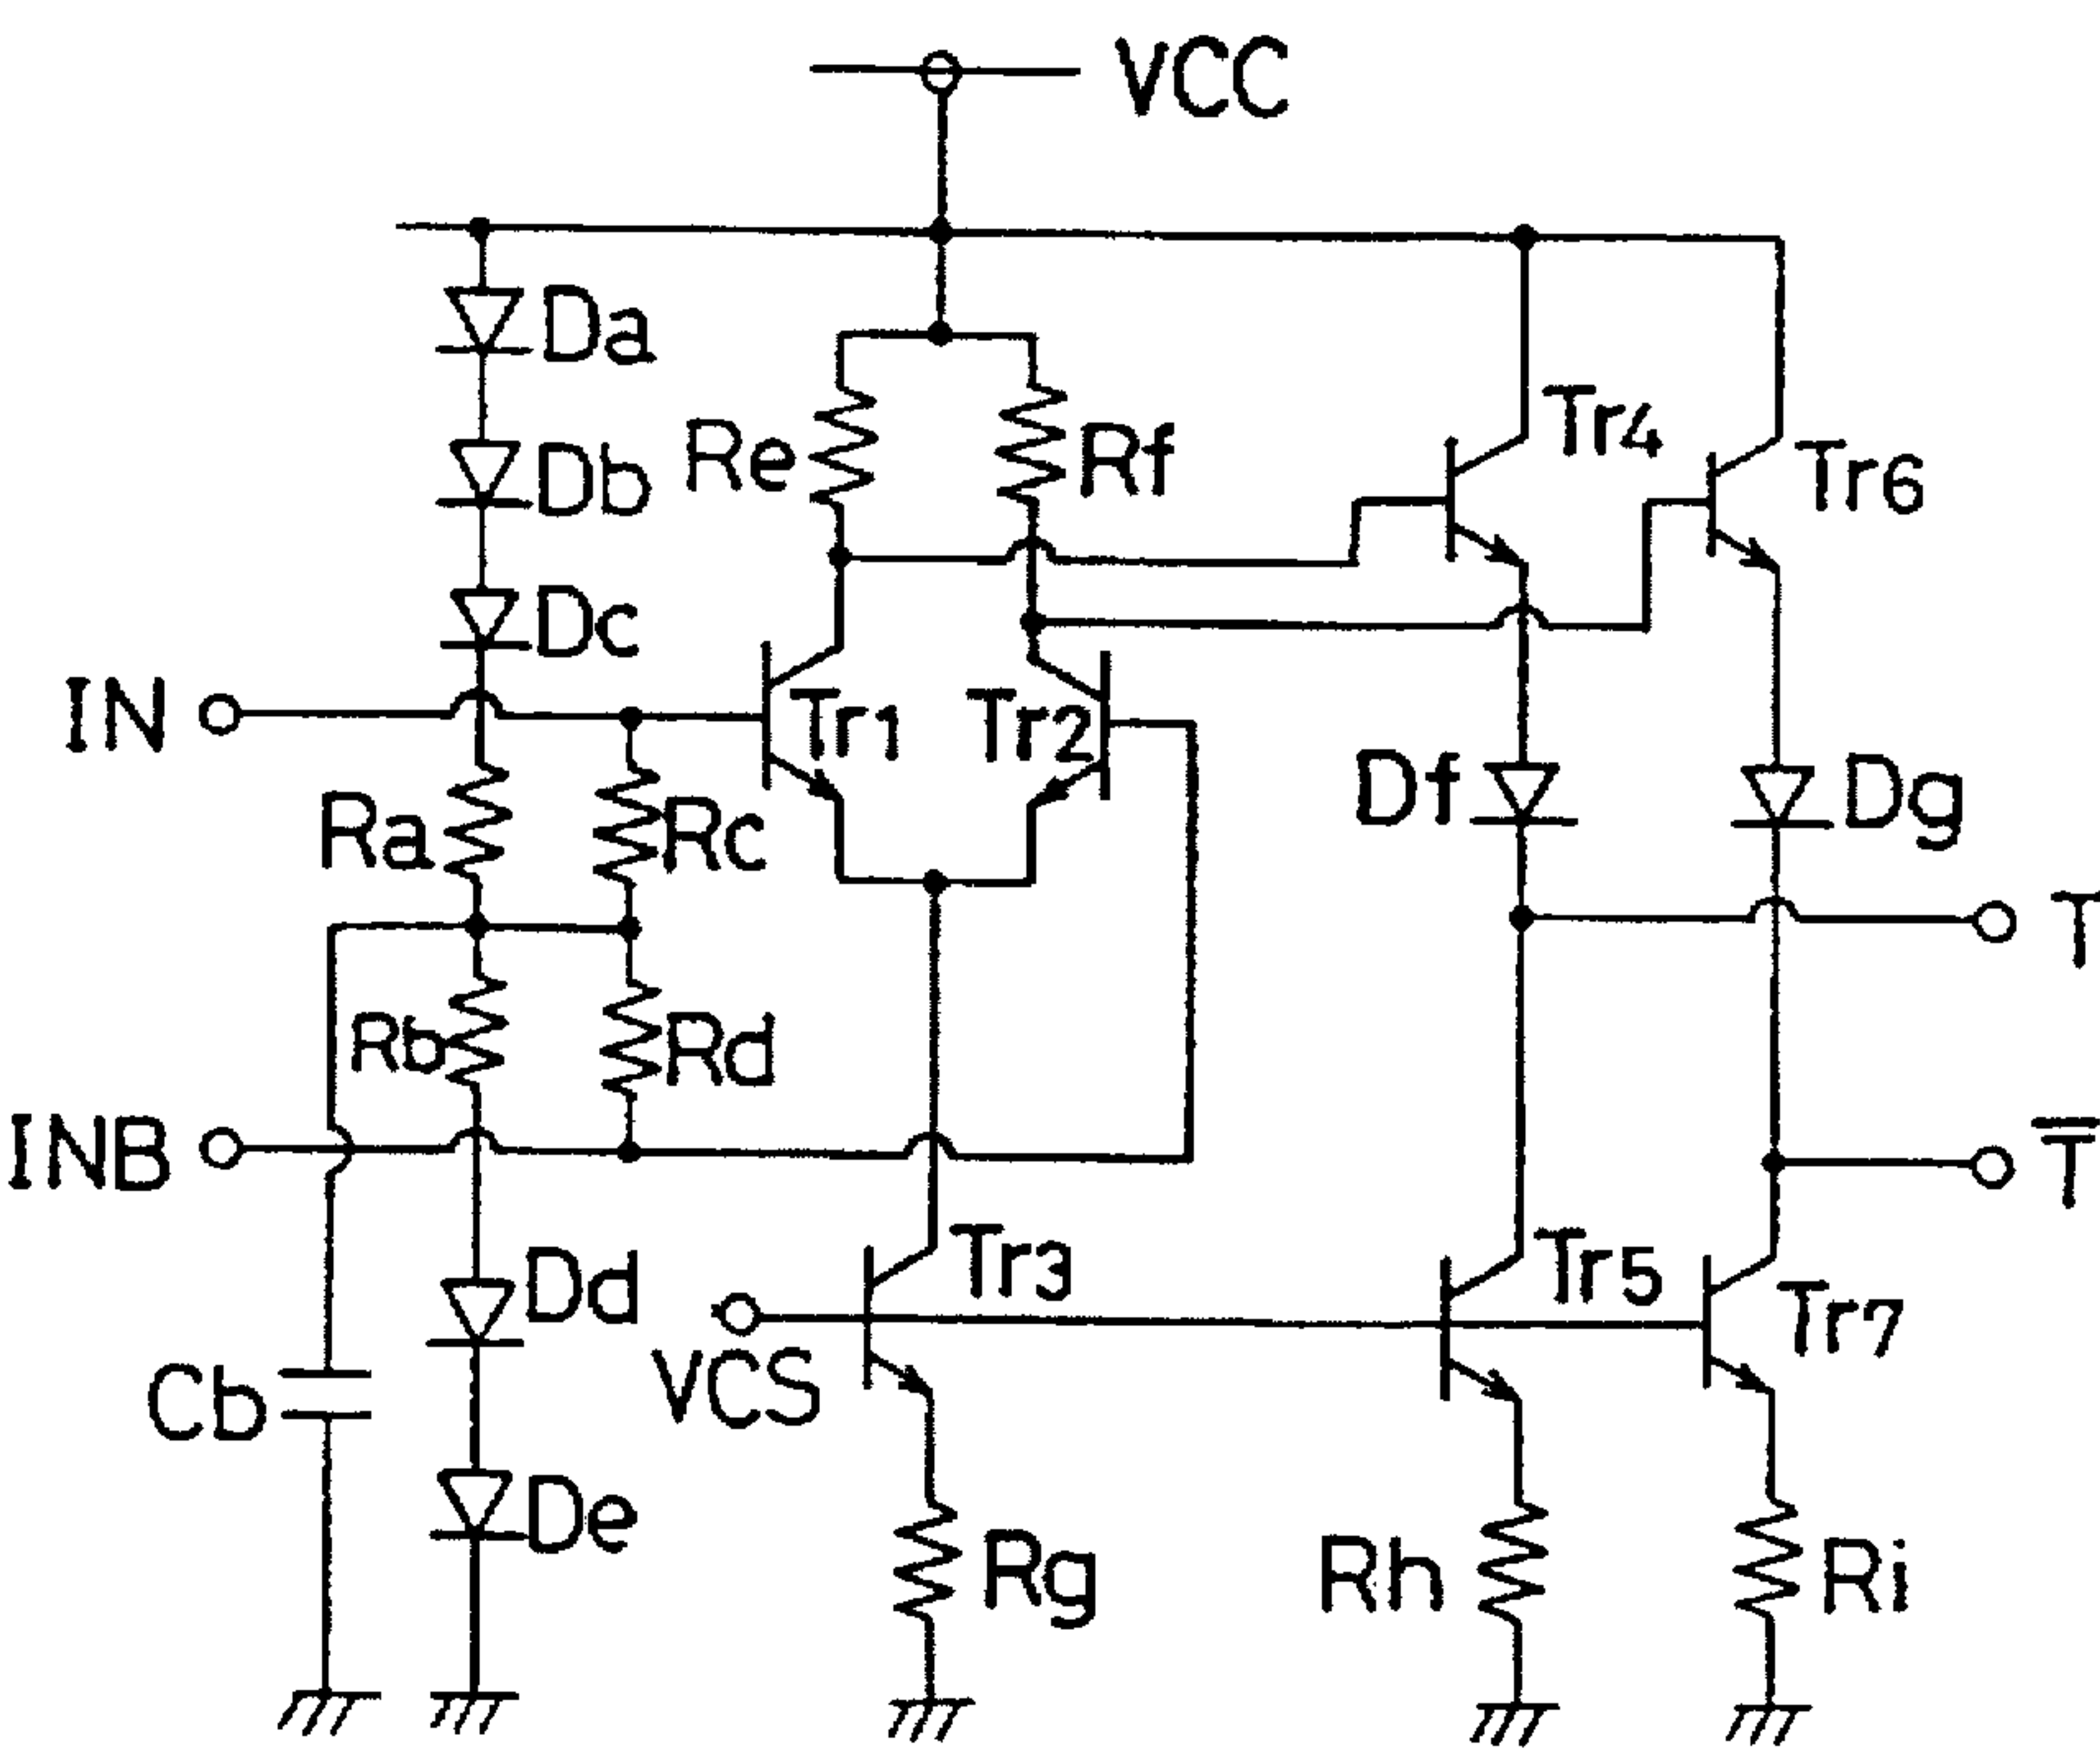 VCC
Da
Tr4
Re
Rf
Db
Tr6
Dc
IN
Tr1
Tr2
Df
Dg
Ra
Rc
T
Rb
Rd
INB
T̅
Tr3
Tr5
Dd
Tr7
VCS
Cb
De
Rg
Rh
Ri